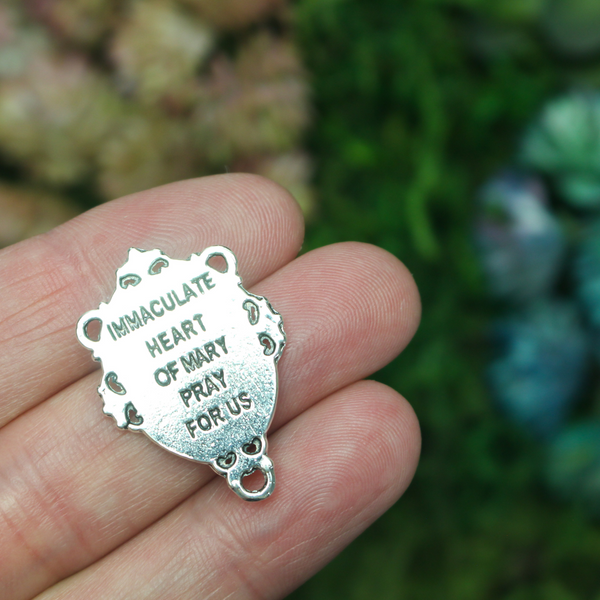 IMMACULATE
HEART
OF MARY
PRAY
FOR US